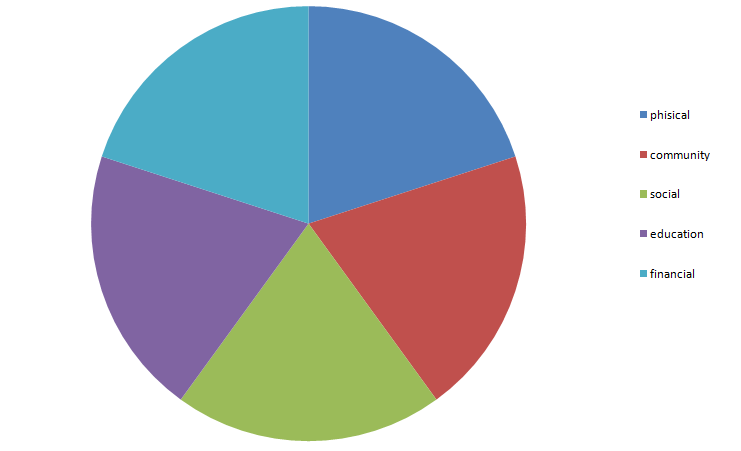 phisical
community
social
education
financial